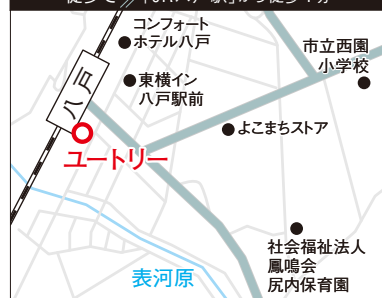 コンフォート
ホテル八戸
市立西園
小学校
東横イン
八戸駅前
八戸
よこまちストア
ユートリー
社会福祉法人
鳳鳴会
尻内保育園
表河原